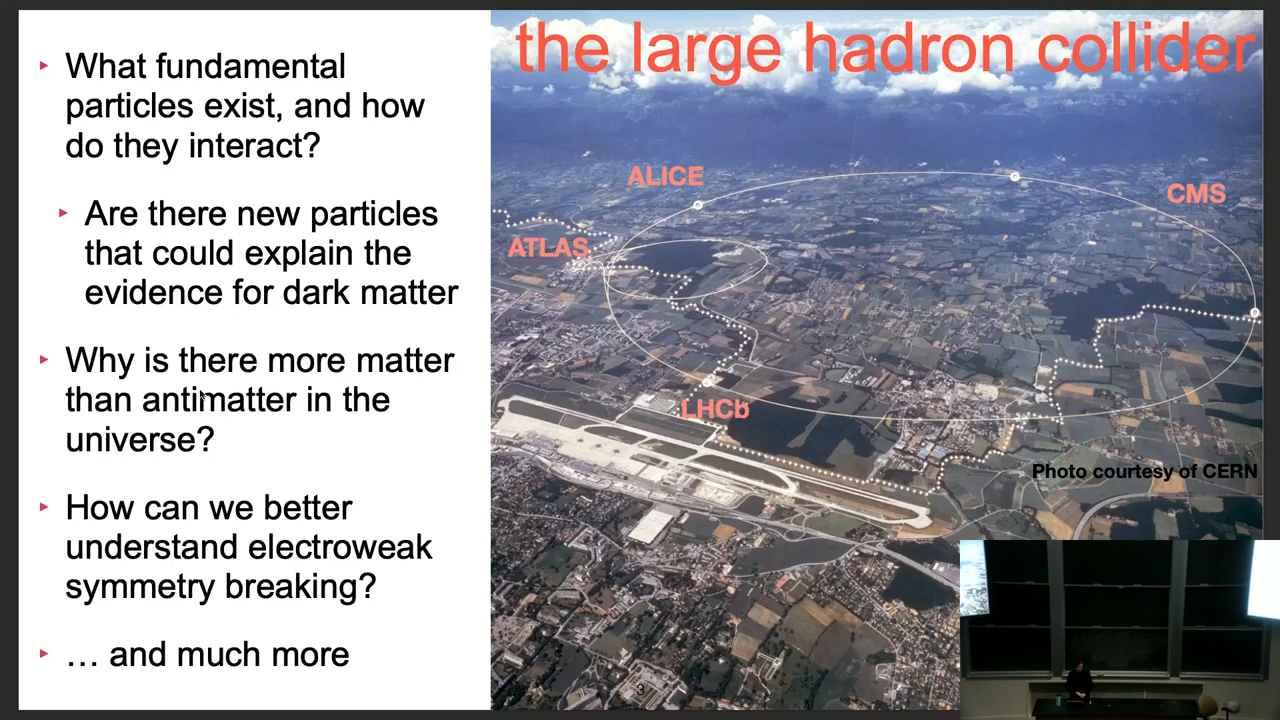 the large hadron collider
▸ What fundamental
particles exist, and how
do they interact?
▸ Are there new particles
that could explain the
evidence for dark matter
▸ Why is there more matter
than antimatter in the
universe?
▸ How can we better
understand electroweak
symmetry breaking?
▸ … and much more
ALICE
CMS
ATLAS
LHCb
Photo courtesy of CERN
3